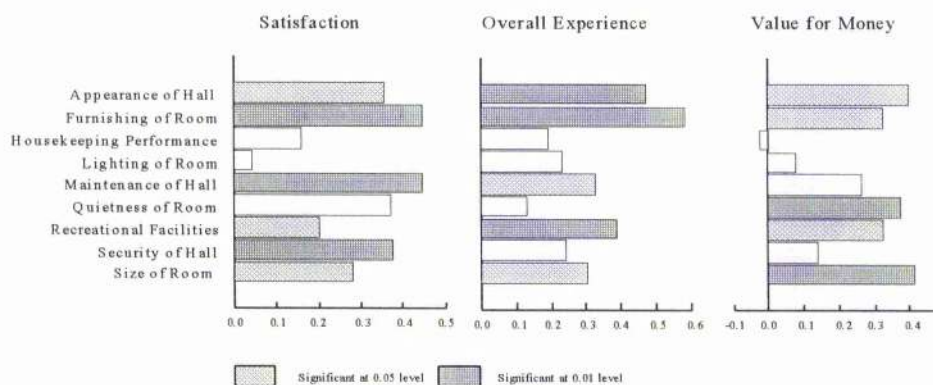 Satisfaction Overall Experience Value for Money
Appearance of Hall
Furnishing of Room
Housekeeping Performance
Lighting of Room
Maintenance of Hall
Quietness of Room
Recreational Facilities
Security of Hall
Size of Room
0.0 0.1 0.2 0.3 0.4 0.5 0.0 0.1 0.2 0.3 0.4 0.5 0.6 -0.1 0.0 0.1 0.2 0.3 0.4
Significant at 0.05 level Significant at 0.01 level